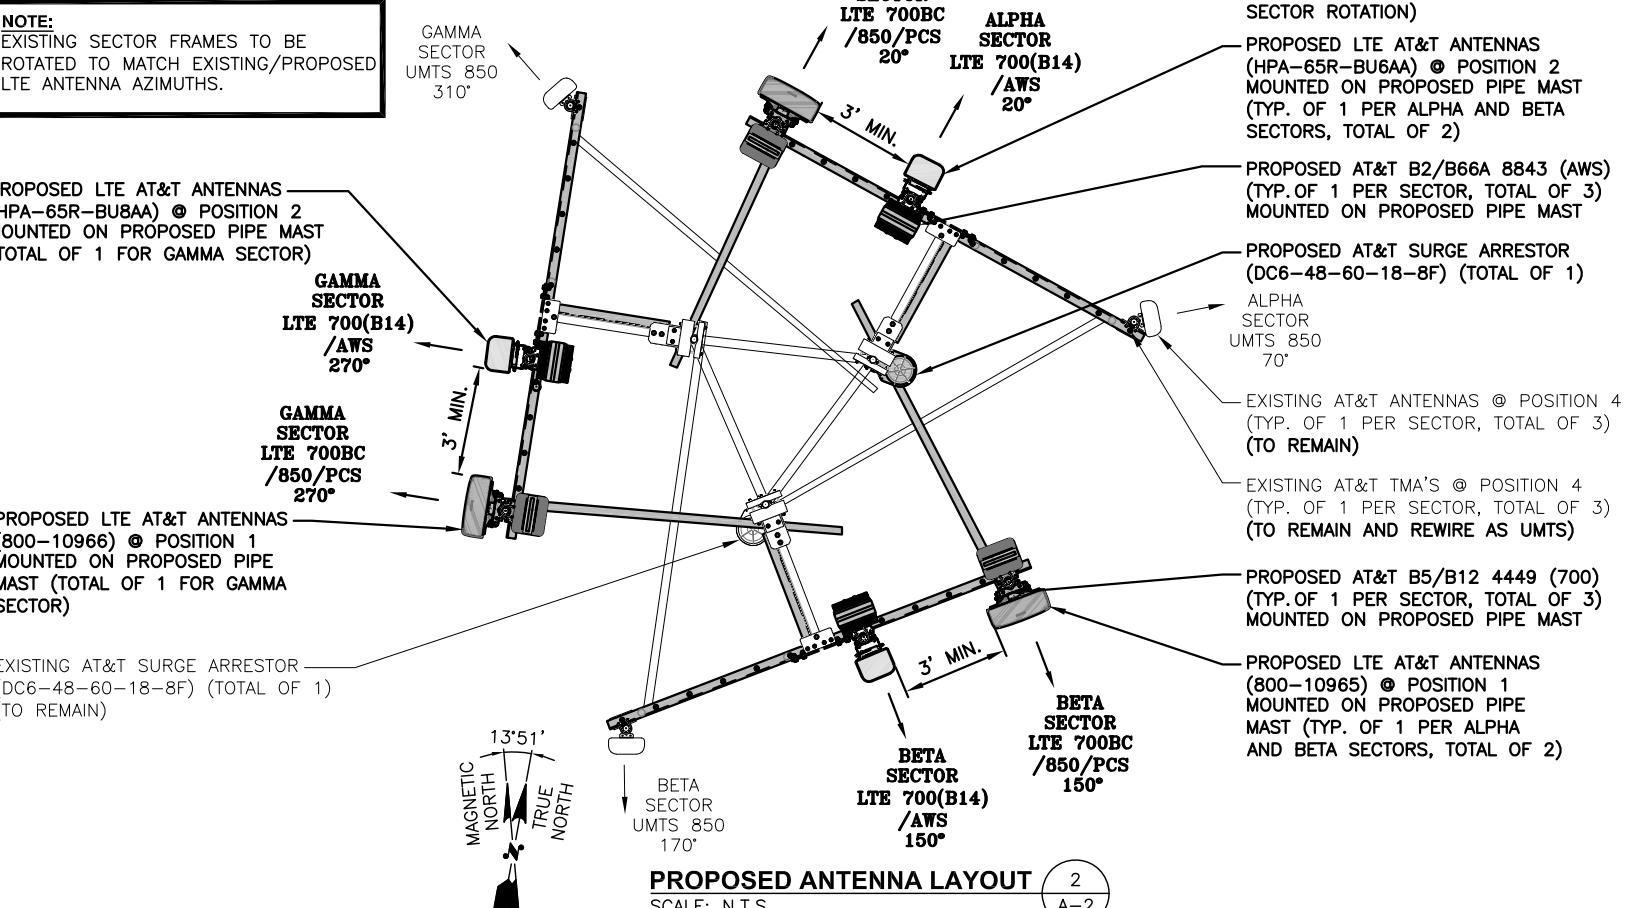 NOTE:
EXISTING SECTOR FRAMES TO BE
ROTATED TO MATCH EXISTING/PROPOSED
LTE ANTENNA AZIMUTHS.
GAMMA
SECTOR
UMTS 850
310°
LTE 700BC
/850/PCS
20°
ALPHA
SECTOR
LTE 700(B14)
/AWS
20°
3' MIN.
SECTOR ROTATION)
PROPOSED LTE AT&T ANTENNAS
(HPA-65R-BU6AA) @ POSITION 2
MOUNTED ON PROPOSED PIPE MAST
(TYP. OF 1 PER ALPHA AND BETA
SECTORS, TOTAL OF 2)
PROPOSED AT&T B2/B66A 8843 (AWS)
(TYP. OF 1 PER SECTOR, TOTAL OF 3)
MOUNTED ON PROPOSED PIPE MAST
PROPOSED AT&T SURGE ARRESTOR
(DC6-48-60-18-8F) (TOTAL OF 1)
ALPHA
SECTOR
UMTS 850
70°
EXISTING AT&T ANTENNAS @ POSITION 4
(TYP. OF 1 PER SECTOR, TOTAL OF 3)
(TO REMAIN)
EXISTING AT&T TMA'S @ POSITION 4
(TYP. OF 1 PER SECTOR, TOTAL OF 3)
(TO REMAIN AND REWIRE AS UMTS)
PROPOSED AT&T B5/B12 4449 (700)
(TYP. OF 1 PER SECTOR, TOTAL OF 3)
MOUNTED ON PROPOSED PIPE MAST
PROPOSED LTE AT&T ANTENNAS
(800-10965) @ POSITION 1
MOUNTED ON PROPOSED PIPE
MAST (TYP. OF 1 PER ALPHA
AND BETA SECTORS, TOTAL OF 2)
PROPOSED LTE AT&T ANTENNAS
HPA-65R-BU8AA) @ POSITION 2
MOUNTED ON PROPOSED PIPE MAST
TOTAL OF 1 FOR GAMMA SECTOR)
GAMMA
SECTOR
LTE 700(B14)
/AWS
270°
3' MIN.
GAMMA
SECTOR
LTE 700BC
/850/PCS
270°
PROPOSED LTE AT&T ANTENNAS
(800-10966) @ POSITION 1
MOUNTED ON PROPOSED PIPE
MAST (TOTAL OF 1 FOR GAMMA
SECTOR)
EXISTING AT&T SURGE ARRESTOR
(DC6-48-60-18-8F) (TOTAL OF 1)
(TO REMAIN)
3' MIN.
BETA
SECTOR
LTE 700BC
/850/PCS
150°
BETA
SECTOR
LTE 700(B14)
/AWS
150°
BETA
SECTOR
UMTS 850
170°
13°51'
MAGNETIC
NORTH
TRUE
NORTH
N
PROPOSED ANTENNA LAYOUT
2
A-2
SCALE: N.T.S.